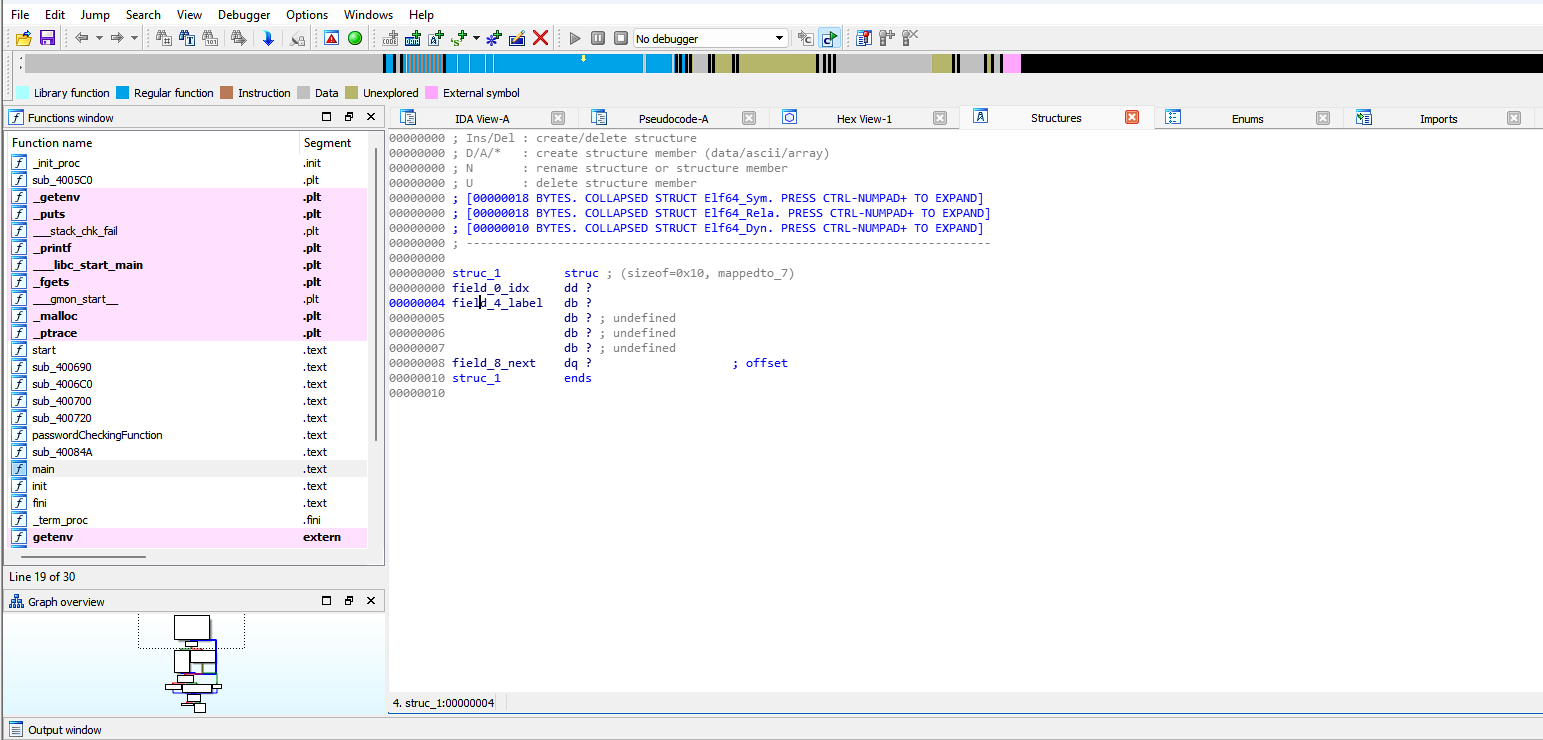 File Edit Jump Search View Debugger Options Windows Help
No debugger
Library function Regular function Instruction Data Unexplored External symbol
Functions window
Function name Segment
_init_proc .init
sub_4005C0 .plt
_getenv .plt
_puts .plt
___stack_chk_fail .plt
_printf .plt
___libc_start_main .plt
_fgets .plt
___gmon_start__ .plt
_malloc .plt
_ptrace .plt
start .text
sub_400690 .text
sub_4006C0 .text
sub_400700 .text
sub_400720 .text
passwordCheckingFunction .text
sub_40084A .text
main .text
init .text
fini .text
_term_proc .fini
getenv extern
Line 19 of 30
Graph overview
IDA View-A Pseudocode-A Hex View-1 Structures Enums Imports
00000000 ; Ins/Del : create/delete structure
00000000 ; D/A/* : create structure member (data/ascii/array)
00000000 ; N : rename structure or structure member
00000000 ; U : delete structure member
00000000 ; [00000018 BYTES. COLLAPSED STRUCT Elf64_Sym. PRESS CTRL-NUMPAD+ TO EXPAND]
00000000 ; [00000018 BYTES. COLLAPSED STRUCT Elf64_Rela. PRESS CTRL-NUMPAD+ TO EXPAND]
00000000 ; [00000010 BYTES. COLLAPSED STRUCT Elf64_Dyn. PRESS CTRL-NUMPAD+ TO EXPAND]
00000000 ; ---------------------------------------------------------------------------
00000000
00000000 struc_1 struc ; (sizeof=0x10, mappedto_7)
00000000 field_0_idx dd ?
00000004 field_4_label db ?
00000005 db ? ; undefined
00000006 db ? ; undefined
00000007 db ? ; undefined
00000008 field_8_next dq ? ; offset
00000010 struc_1 ends
00000010
4. struc_1:00000004
Output window